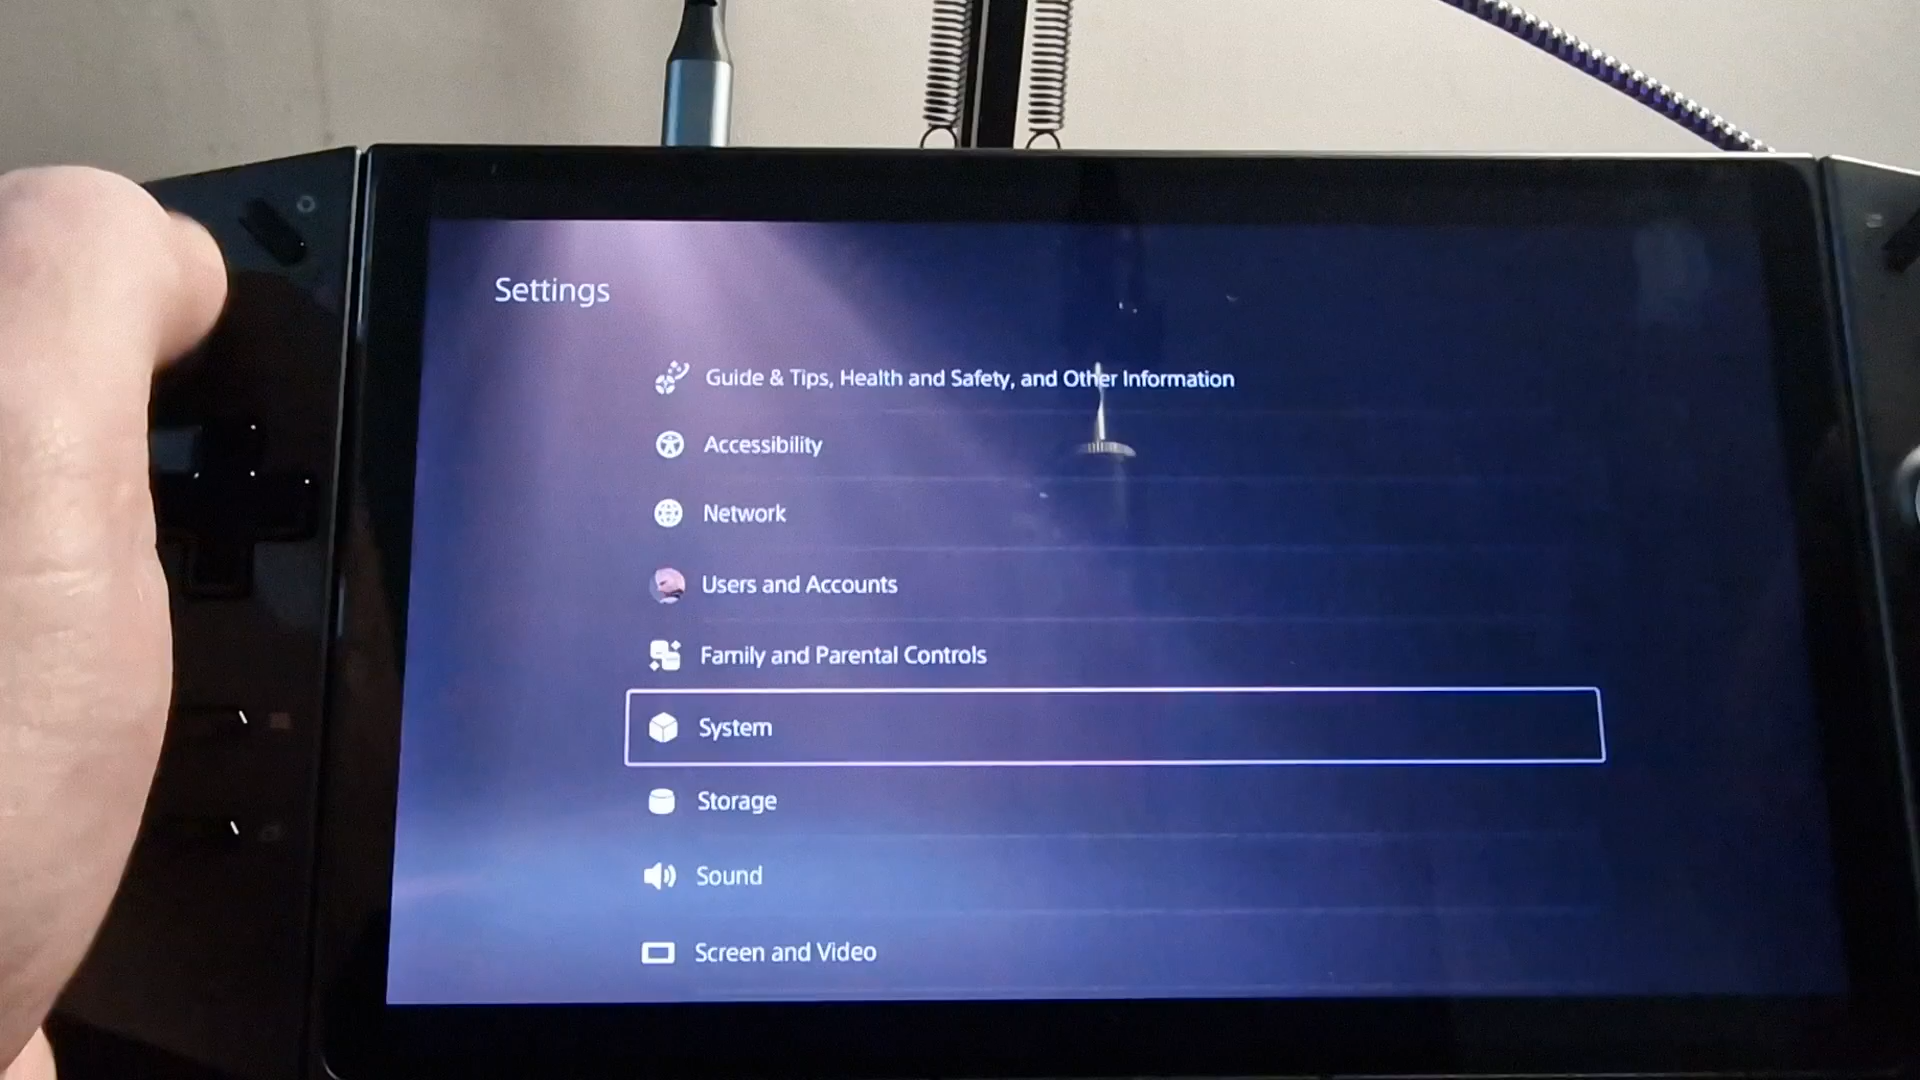 Settings
Guide & Tips, Health and Safety, and Other Information
Accessibility
Network
Users and Accounts
Family and Parental Controls
System
Storage
Sound
Screen and Video